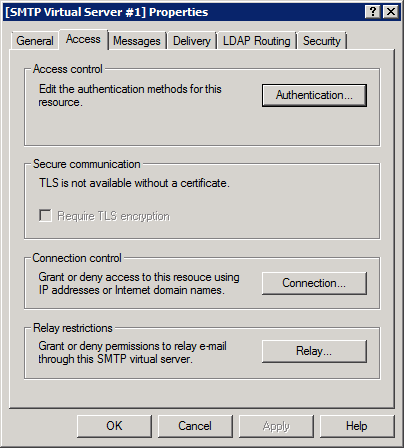 [SMTP Virtual Server #1] Properties
General Access Messages Delivery LDAP Routing Security
Access control
Edit the authentication methods for this
resource.
Authentication...
Secure communication
TLS is not available without a certificate.
Require TLS encryption
Connection control
Grant or deny access to this resouce using
IP addresses or Internet domain names.
Connection...
Relay restrictions
Grant or deny permissions to relay e-mail
through this SMTP virtual server.
Relay...
OK Cancel Apply Help